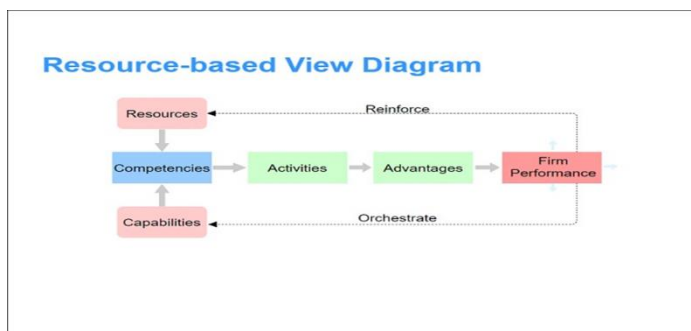 Resource-based View Diagram
Resources
Reinforce
Competencies
Activities
Advantages
Firm
Performance
Capabilities
Orchestrate